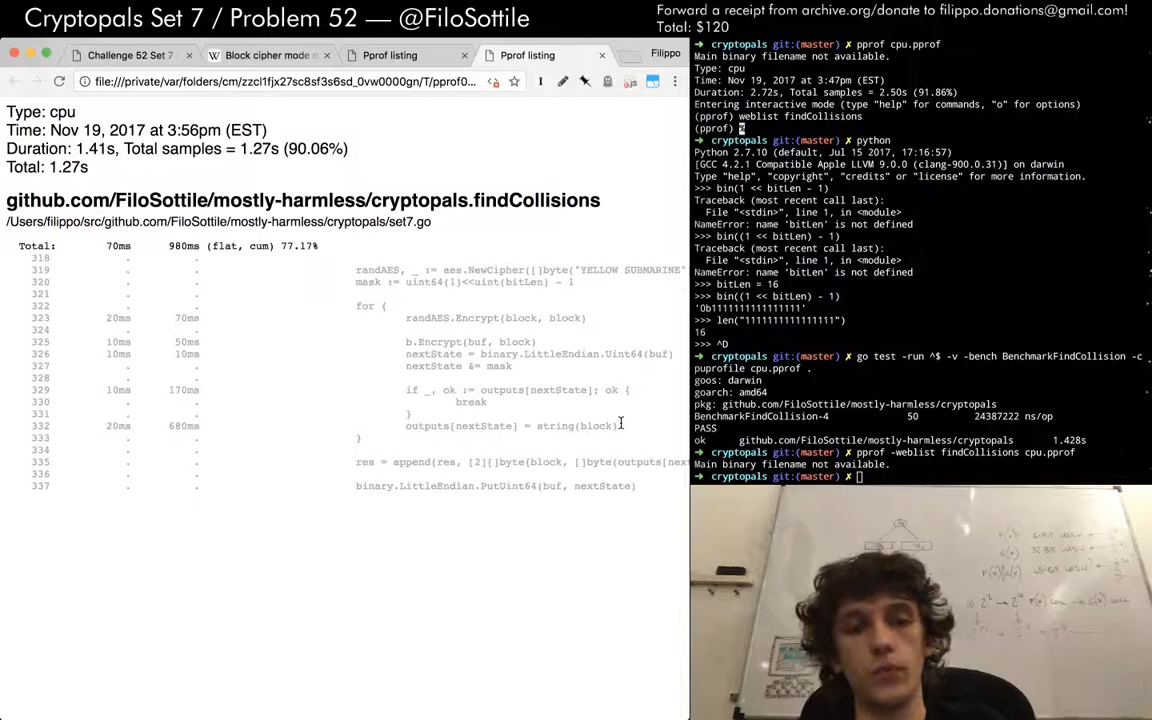 Cryptopals Set 7 / Problem 52 — @FiloSottile
Forward a receipt from archive.org/donate to filippo.donations@gmail.com!
Total: $120
Challenge 52 Set 7 -
Block cipher mode
Pprof listing
Pprof listing
Filippo
file:///private/var/folders/cm/zzcl1fjx27sc8sf3s6sd_0vw0000gn/T/pprof0...
Type: cpu
Time: Nov 19, 2017 at 3:56pm (EST)
Duration: 1.41s, Total samples = 1.27s (90.06%)
Total: 1.27s
github.com/FiloSottile/mostly-harmless/cryptopals.findCollisions
/Users/filippo/src/github.com/FiloSottile/mostly-harmless/cryptopals/set7.go
Total: 70ms 980ms (flat, cum) 77.17%
318 . .
319 . . randAES, _ := aes.NewCipher([]byte("YELLOW SUBMARINE"
320 . . mask := uint64(1)<<uint(bitLen) - 1
321 . .
322 . . for {
323 20ms 70ms randAES.Encrypt(block, block)
324 . .
325 10ms 50ms b.Encrypt(buf, block)
326 10ms 10ms nextState = binary.LittleEndian.Uint64(buf)
327 . . nextState &= mask
328 . .
329 10ms 170ms if _, ok := outputs[nextState]; ok {
330 . . break
331 . . }
332 20ms 680ms outputs[nextState] = string(block)
333 . . }
334 . .
335 . . res = append(res, [2][]byte{block, []byte(outputs[nex
336 . .
337 . . binary.LittleEndian.PutUint64(buf, nextState)
➜ cryptopals git:(master) ✗ pprof cpu.pprof
Main binary filename not available.
Type: cpu
Time: Nov 19, 2017 at 3:47pm (EST)
Duration: 2.72s, Total samples = 2.50s (91.86%)
Entering interactive mode (type "help" for commands, "o" for options)
(pprof) weblist findCollisions
(pprof) %
➜ cryptopals git:(master) ✗ python
Python 2.7.10 (default, Jul 15 2017, 17:16:57)
[GCC 4.2.1 Compatible Apple LLVM 9.0.0 (clang-900.0.31)] on darwin
Type "help", "copyright", "credits" or "license" for more information.
>>> bin(1 << bitLen - 1)
Traceback (most recent call last):
File "<stdin>", line 1, in <module>
NameError: name 'bitLen' is not defined
>>> bin((1 << bitLen) - 1)
Traceback (most recent call last):
File "<stdin>", line 1, in <module>
NameError: name 'bitLen' is not defined
>>> bitLen = 16
>>> bin((1 << bitLen) - 1)
'0b1111111111111111'
>>> len("1111111111111111")
16
>>> ^D
➜ cryptopals git:(master) ✗ go test -run ^$ -v -bench BenchmarkFindCollision -c
puprofile cpu.pprof .
goos: darwin
goarch: amd64
pkg: github.com/FiloSottile/mostly-harmless/cryptopals
BenchmarkFindCollision-4 50 24387222 ns/op
PASS
ok github.com/FiloSottile/mostly-harmless/cryptopals 1.428s
➜ cryptopals git:(master) ✗ pprof -weblist findCollisions cpu.pprof
Main binary filename not available.
➜ cryptopals git:(master) ✗